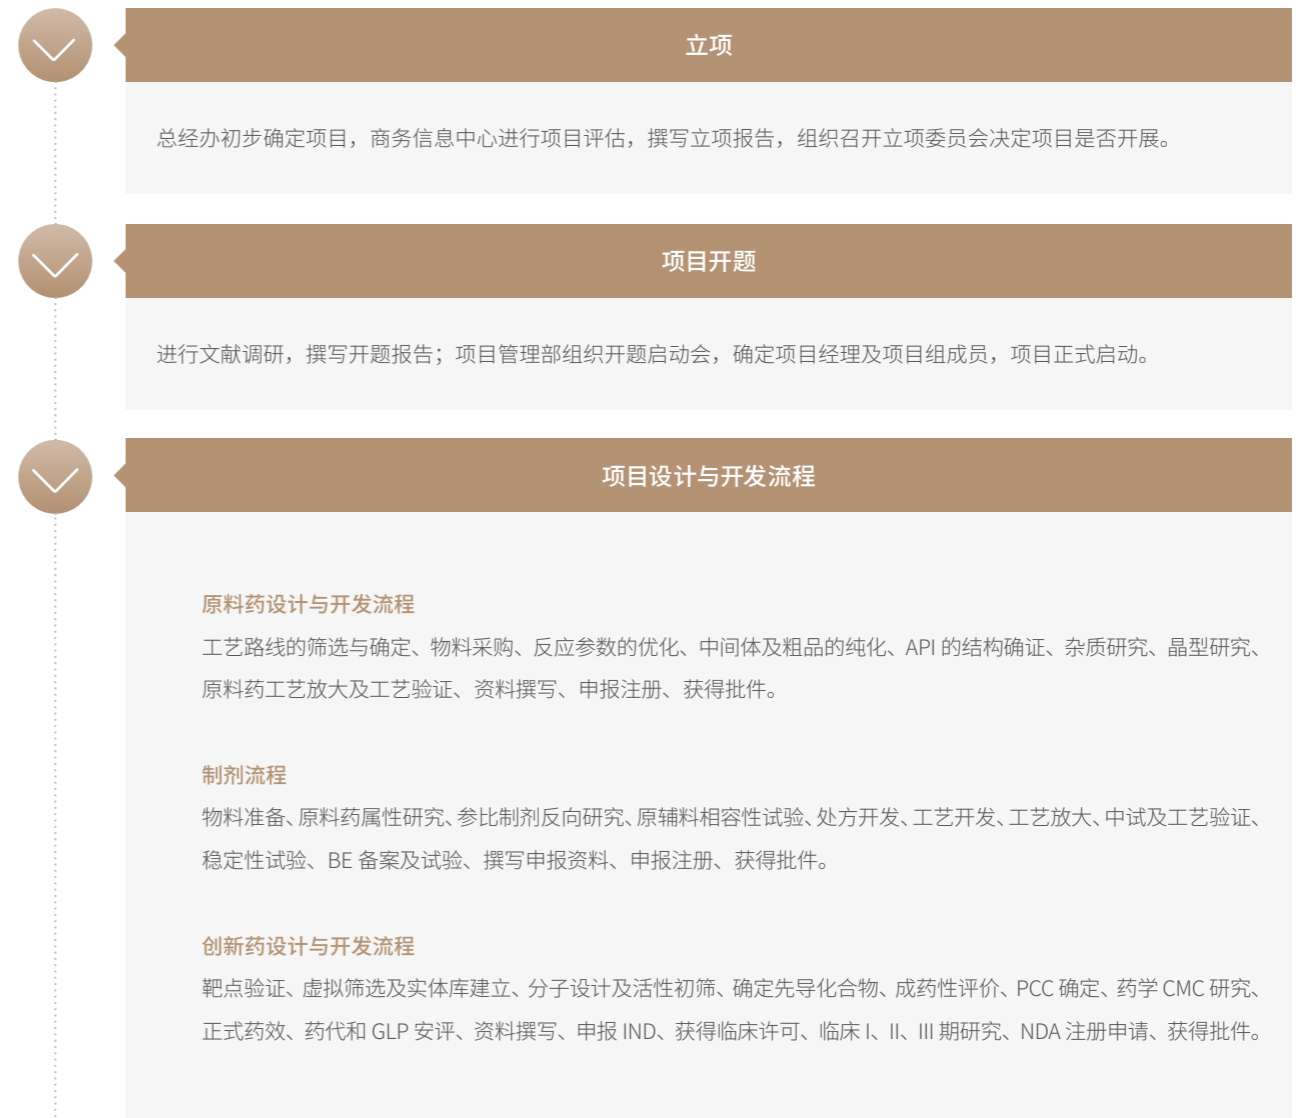 立项
总经办初步确定项目，商务信息中心进行项目评估，撰写立项报告，组织召开立项委员会决定项目是否开展。
项目开题
进行文献调研，撰写开题报告；项目管理部组织开题启动会，确定项目经理及项目组成员，项目正式启动。
项目设计与开发流程
原料药设计与开发流程
工艺路线的筛选与确定、物料采购、反应参数的优化、中间体及粗品的纯化、API 的结构确证、杂质研究、晶型研究、
原料药工艺放大及工艺验证、资料撰写、申报注册、获得批件。
制剂流程
物料准备、原料药属性研究、参比制剂反向研究、原辅料相容性试验、处方开发、工艺开发、工艺放大、中试及工艺验证、
稳定性试验、BE 备案及试验、撰写申报资料、申报注册、获得批件。
创新药设计与开发流程
靶点验证、虚拟筛选及实体库建立、分子设计及活性初筛、确定先导化合物、成药性评价、PCC 确定、药学 CMC 研究、
正式药效、药代和 GLP 安评、资料撰写、申报 IND、获得临床许可、临床 I、II、III 期研究、NDA 注册申请、获得批件。